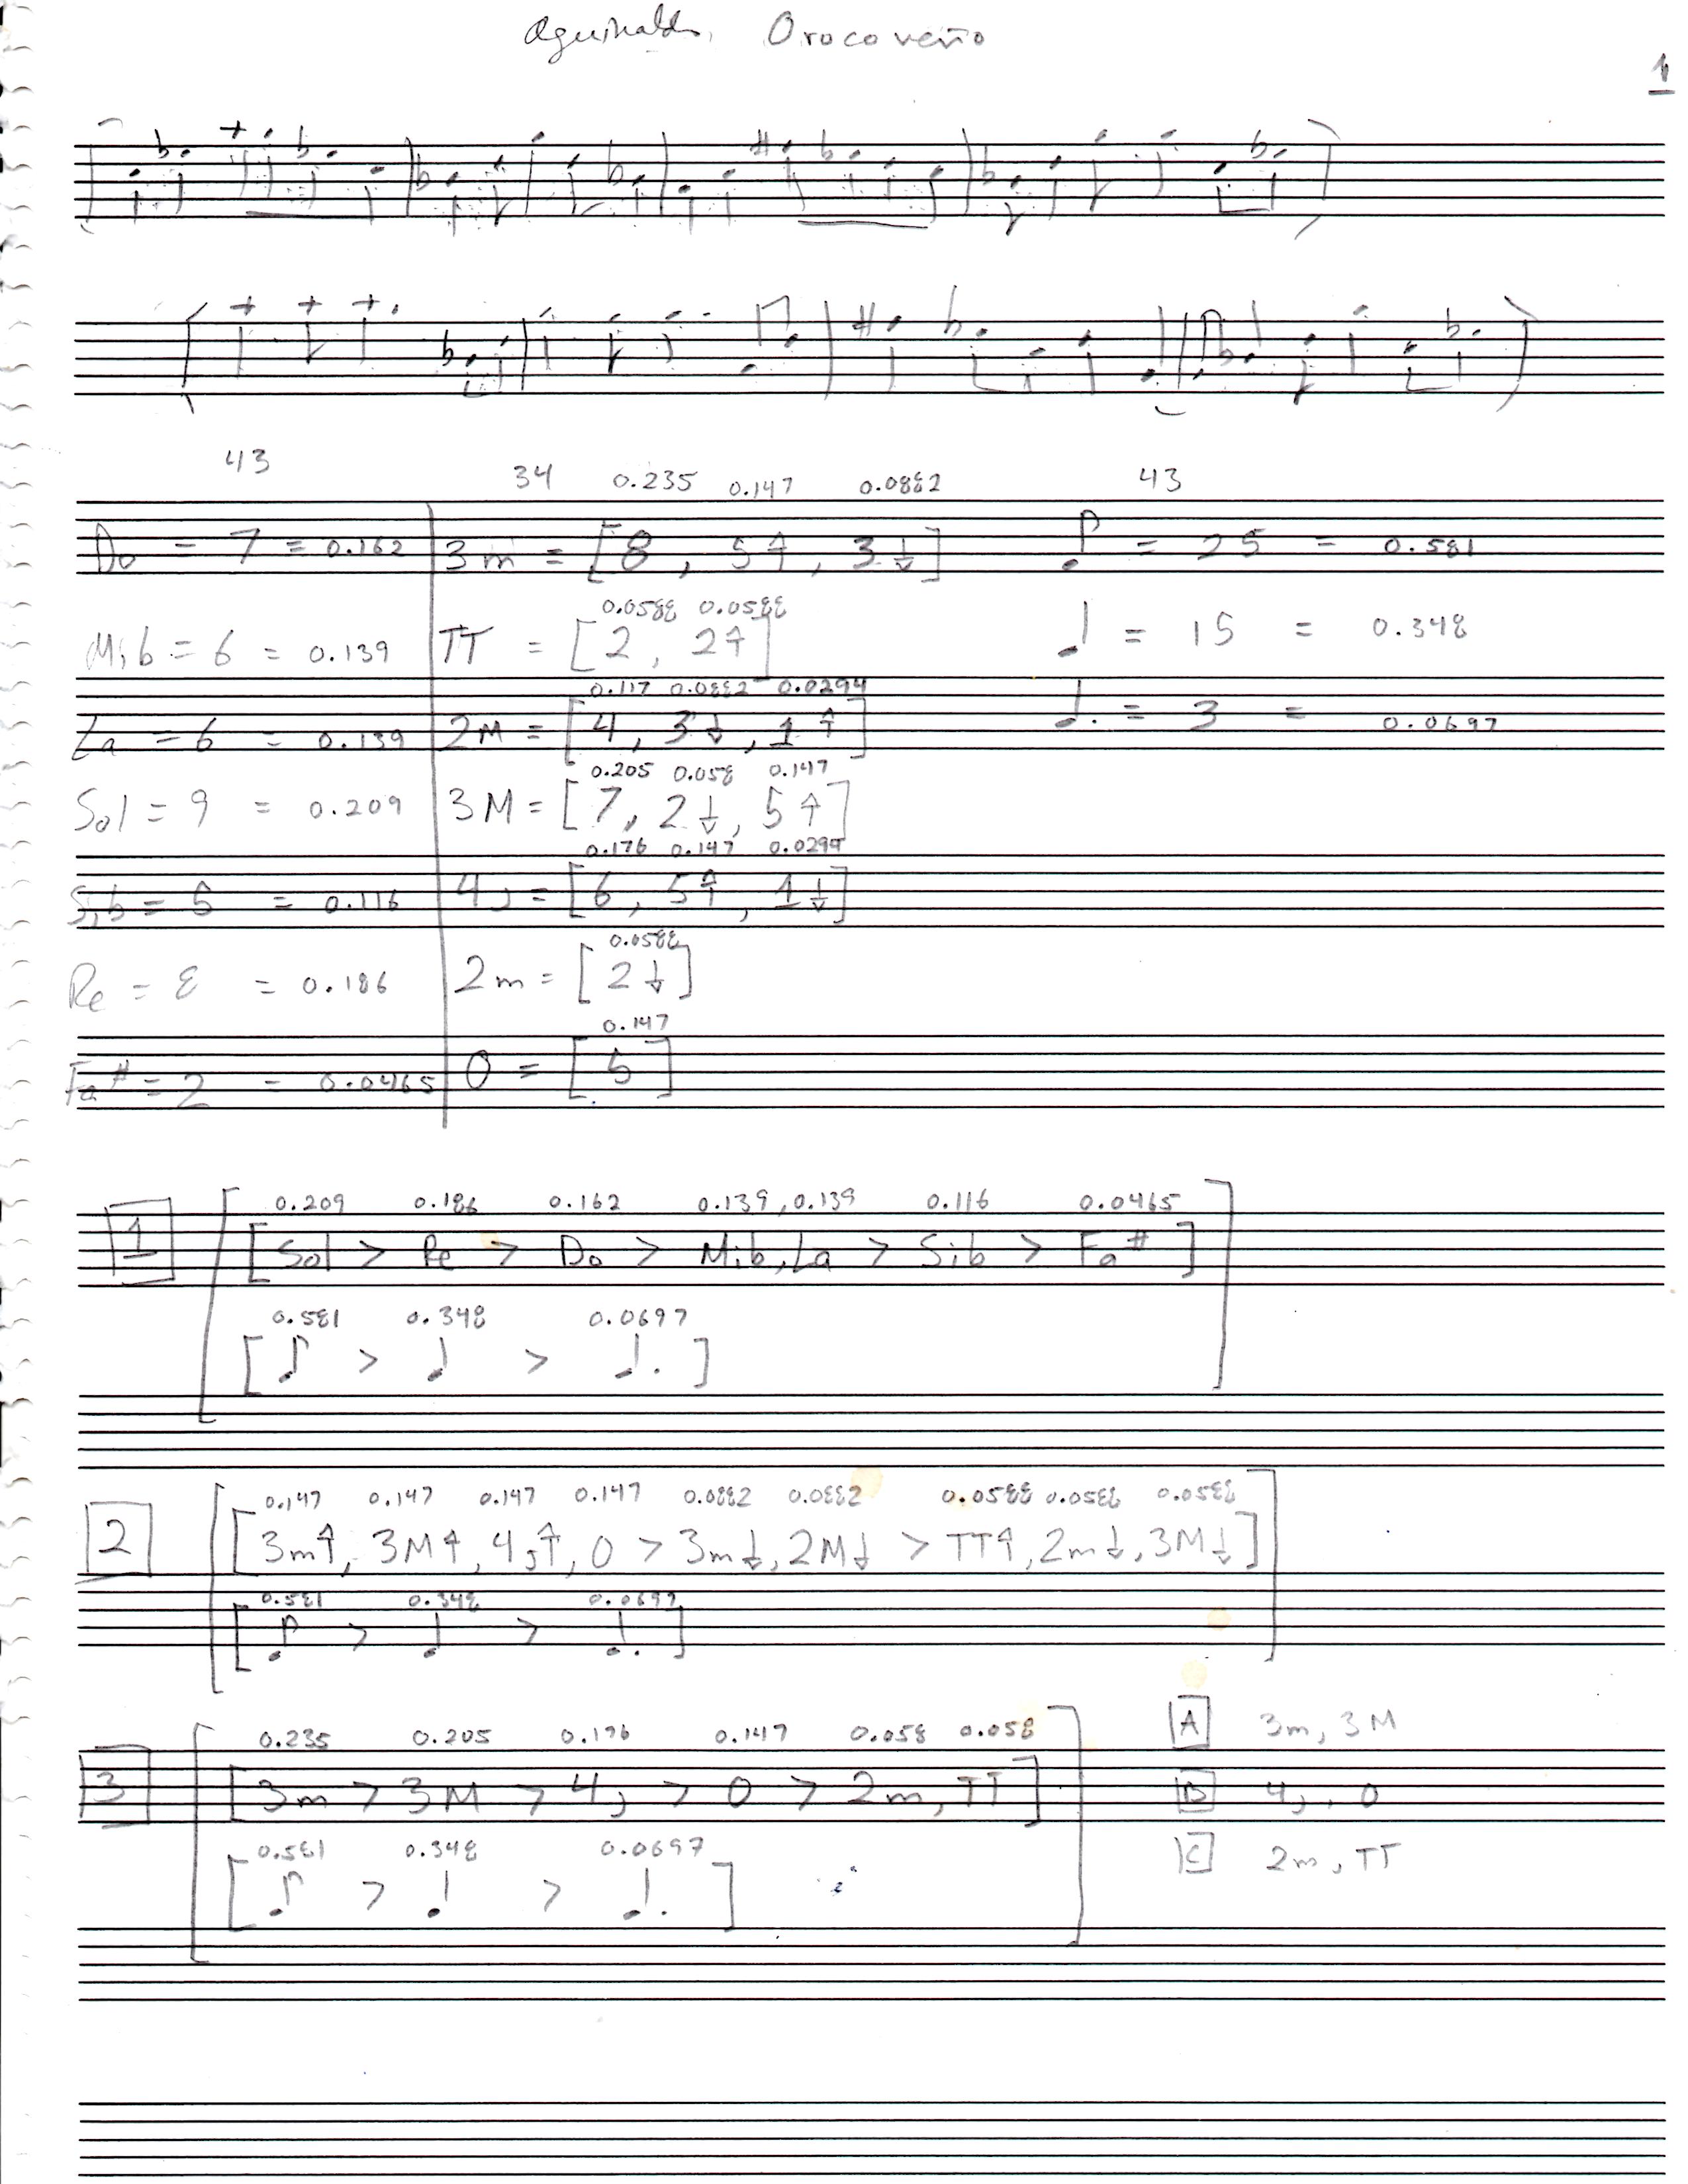 Aguinaldo Orocoveño
1
43 34 0.235 0.147 0.0882 43
Do = 7 = 0.162 3m = [8, 5↑, 3↓] ♪ = 25 = 0.581
0.0588 0.0588
Mib = 6 = 0.139 TT = [2, 2↑] ♩ = 15 = 0.348
0.117 0.0882 0.0294
La = 6 = 0.139 2M = [4, 3↓, 1↑] ♩. = 3 = 0.0697
0.205 0.058 0.147
Sol = 9 = 0.209 3M = [7, 2↓, 5↑]
0.176 0.147 0.0294
Sib = 5 = 0.116 4j = [6, 5↑, 1↓]
0.0588
Re = 8 = 0.186 2m = [2↓]
0.147
Fa# = 2 = 0.0465 0 = [5]
0.209 0.186 0.162 0.139, 0.139 0.116 0.0465
1 [Sol > Re > Do > Mib, La > Sib > Fa#]
0.581 0.348 0.0697
[♪ > ♩ > ♩.]
0.147 0.147 0.147 0.147 0.0882 0.0882 0.0588 0.0588 0.0588
2 [3m↑, 3M↑, 4j↑, 0 > 3m↓, 2M↓ > TT↑, 2m↓, 3M↓]
0.581 0.348 0.0697
[♪ > ♩ > ♩.]
0.235 0.205 0.176 0.147 0.058 0.058 A 3m, 3M
3 [3m > 3M > 4j > 0 > 2m, TT] B 4j, 0
0.581 0.348 0.0697 C 2m, TT
[♪ > ♩ > ♩.]